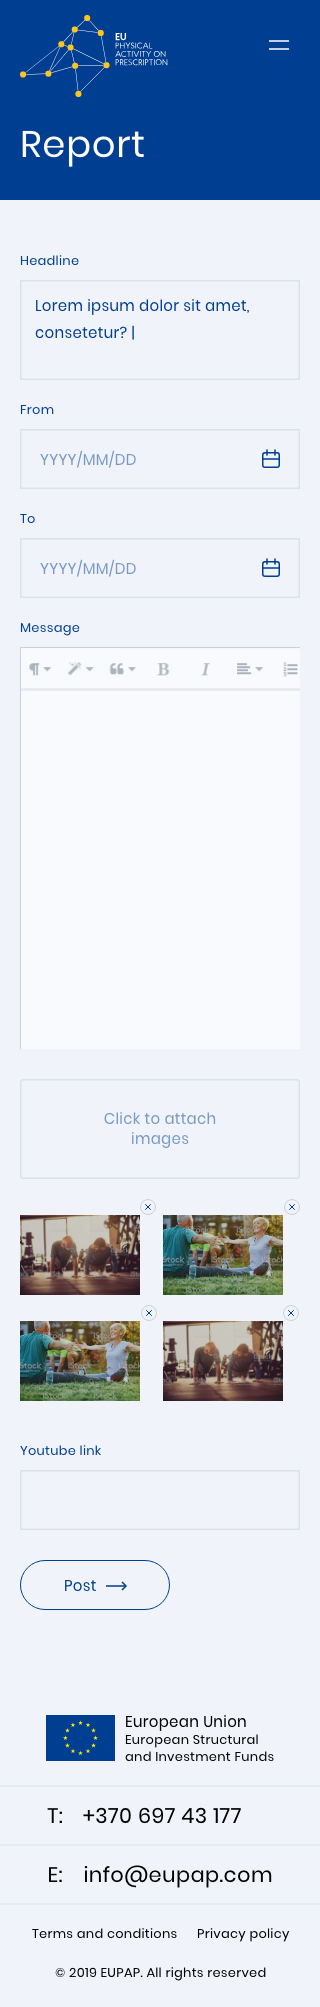 EU
PHYSICAL
ACTIVITY ON
PRESCRIPTION
Report
Headline
Lorem ipsum dolor sit amet,
consetetur? |
From
YYYY/MM/DD
To
YYYY/MM/DD
Message
¶ B I
Click to attach
images
Youtube link
Post
European Union
European Structural
and Investment Funds
T: +370 697 43 177
E: info@eupap.com
Terms and conditions Privacy policy
© 2019 EUPAP. All rights reserved